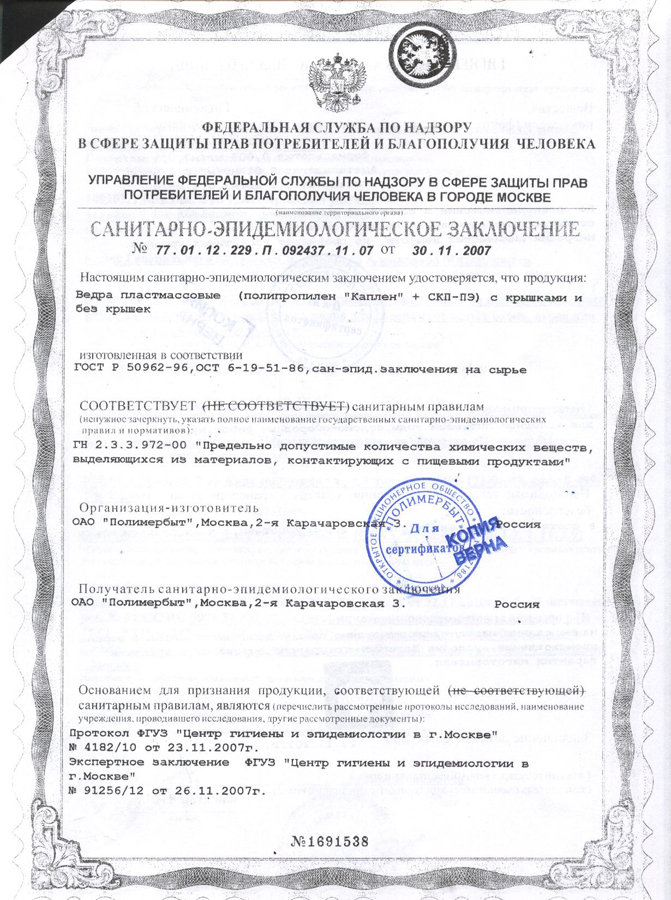 ФЕДЕРАЛЬНАЯ СЛУЖБА ПО НАДЗОРУ
В СФЕРЕ ЗАЩИТЫ ПРАВ ПОТРЕБИТЕЛЕЙ И БЛАГОПОЛУЧИЯ ЧЕЛОВЕКА
УПРАВЛЕНИЕ ФЕДЕРАЛЬНОЙ СЛУЖБЫ ПО НАДЗОРУ В СФЕРЕ ЗАЩИТЫ ПРАВ
ПОТРЕБИТЕЛЕЙ И БЛАГОПОЛУЧИЯ ЧЕЛОВЕКА В ГОРОДЕ МОСКВЕ
(наименование территориального органа)
САНИТАРНО-ЭПИДЕМИОЛОГИЧЕСКОЕ ЗАКЛЮЧЕНИЕ
№ 77.01.12.229.П.092437.11.07 от 30.11.2007
Настоящим санитарно-эпидемиологическим заключением удостоверяется, что продукция:
Ведра пластмассовые (полипропилен "Каплен" + СКП-ПЭ) с крышками и
без крышек
изготовленная в соответствии
ГОСТ Р 50962-96,ОСТ 6-19-51-86,сан-эпид.заключения на сырье
СООТВЕТСТВУЕТ (НЕ СООТВЕТСТВУЕТ) санитарным правилам
(ненужное зачеркнуть, указать полное наименование государственных санитарно-эпидемиологических
правил и нормативов):
ГН 2.3.3.972-00 "Предельно допустимые количества химических веществ,
выделяющихся из материалов, контактирующих с пищевыми продуктами"
Организация-изготовитель
ОАО "Полимербыт",Москва,2-я Карачаровская 3. Россия
ОТКРЫТОЕ АКЦИОНЕРНОЕ ОБЩЕСТВО
"ПОЛИМЕРБЫТ"
Для
сертификатов
МОСКВА
КОПИЯ
ВЕРНА
Получатель санитарно-эпидемиологического заключения
ОАО "Полимербыт",Москва,2-я Карачаровская 3. Россия
Основанием для признания продукции, соответствующей (не соответствующей)
санитарным правилам, являются (перечислить рассмотренные протоколы исследований, наименование
учреждения, проводившего исследования, другие рассмотренные документы):
Протокол ФГУЗ "Центр гигиены и эпидемиологии в г.Москве"
№ 4182/10 от 23.11.2007г.
Экспертное заключение ФГУЗ "Центр гигиены и эпидемиологии в
г.Москве"
№ 91256/12 от 26.11.2007г.
№1691538